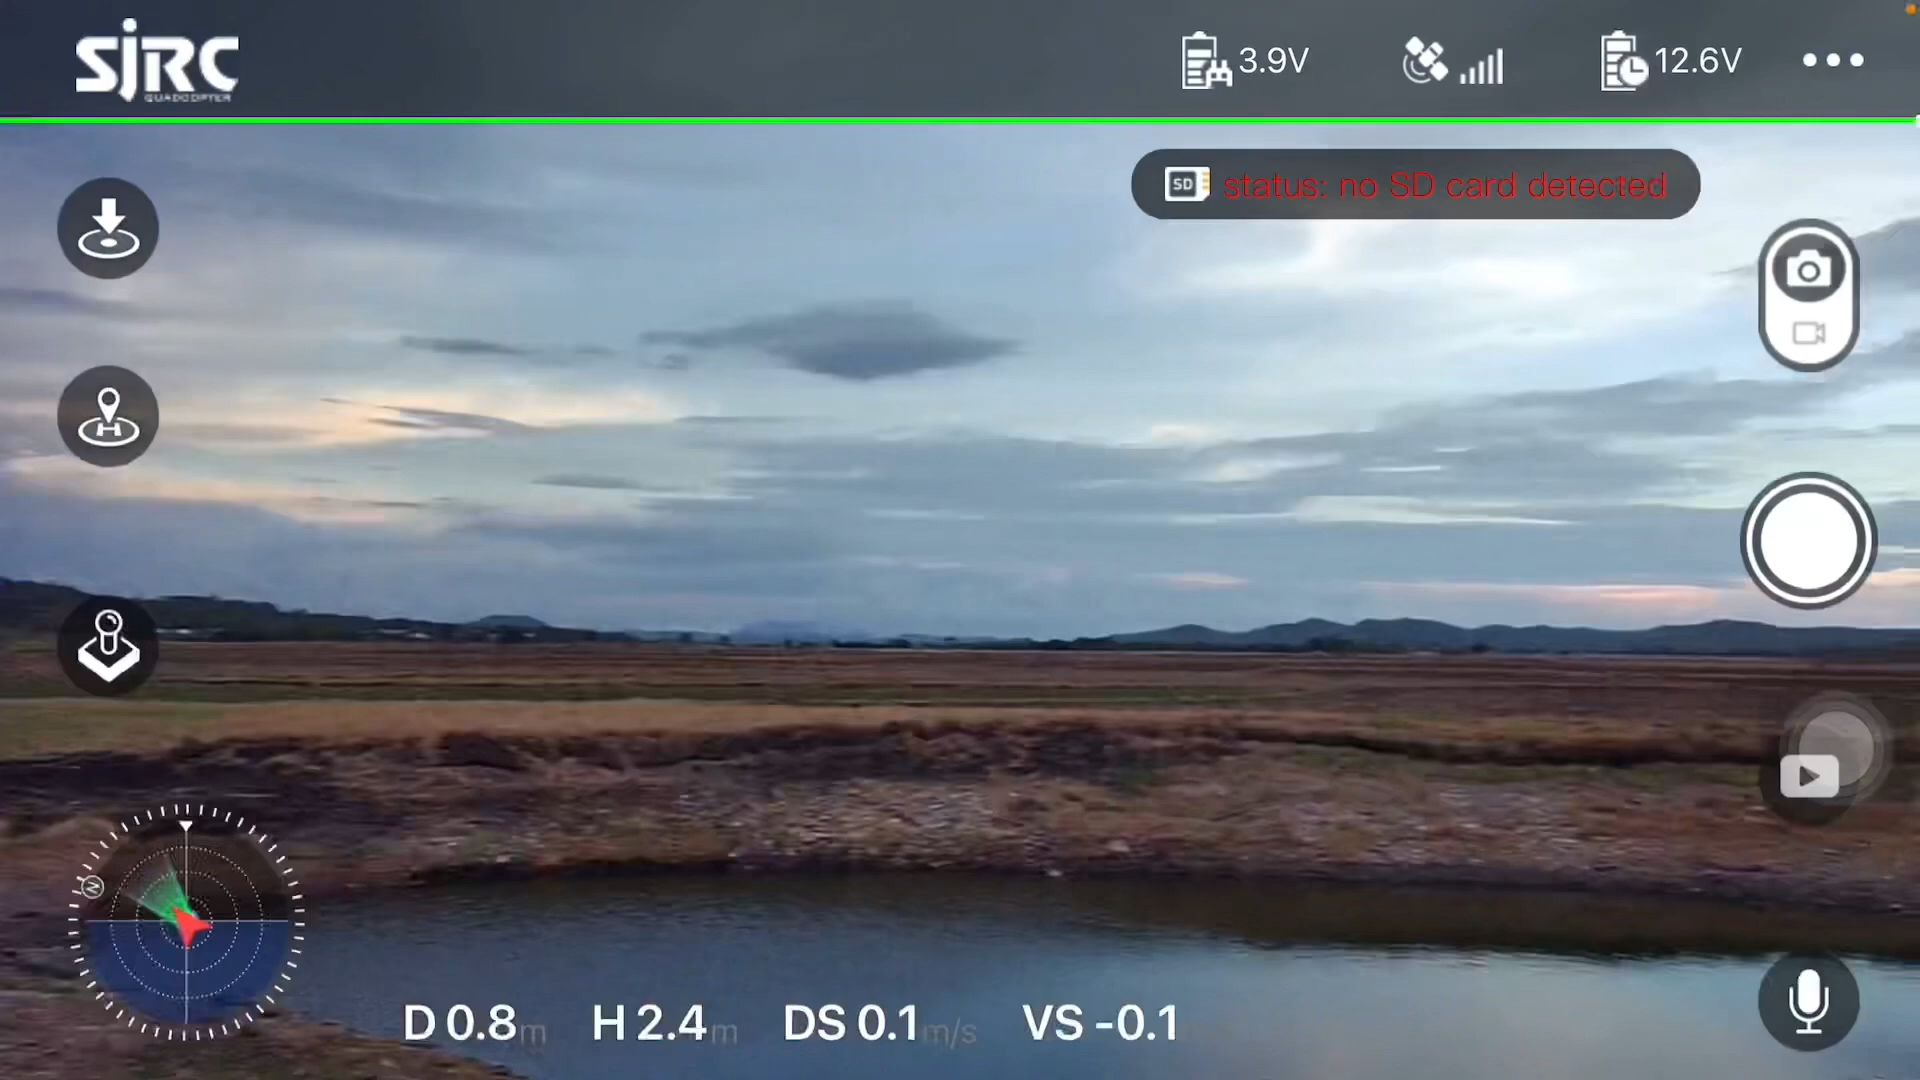 SJRC
QUADCOPTER
3.9V
12.6V
SD status: no SD card detected
H
N
D 0.8m H 2.4m DS 0.1m/s VS -0.1